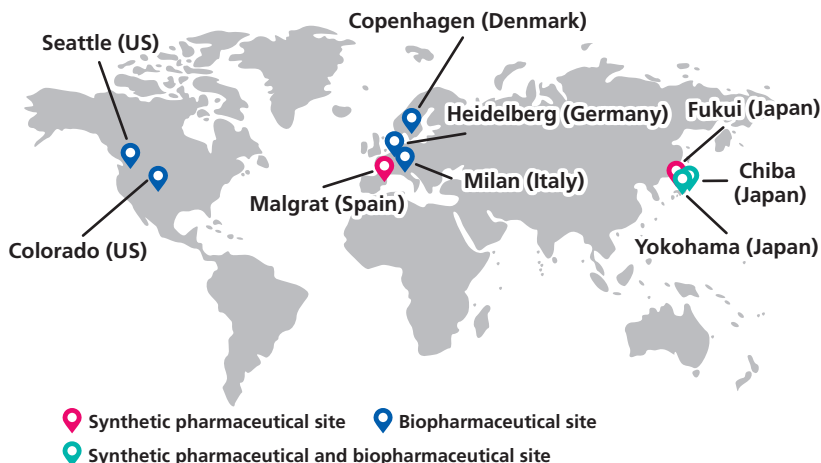 Copenhagen (Denmark)
Seattle (US)
Heidelberg (Germany)
Fukui (Japan)
Milan (Italy)
Chiba
(Japan)
Malgrat (Spain)
Colorado (US)
Yokohama (Japan)
Synthetic pharmaceutical site
Biopharmaceutical site
Synthetic pharmaceutical and biopharmaceutical site